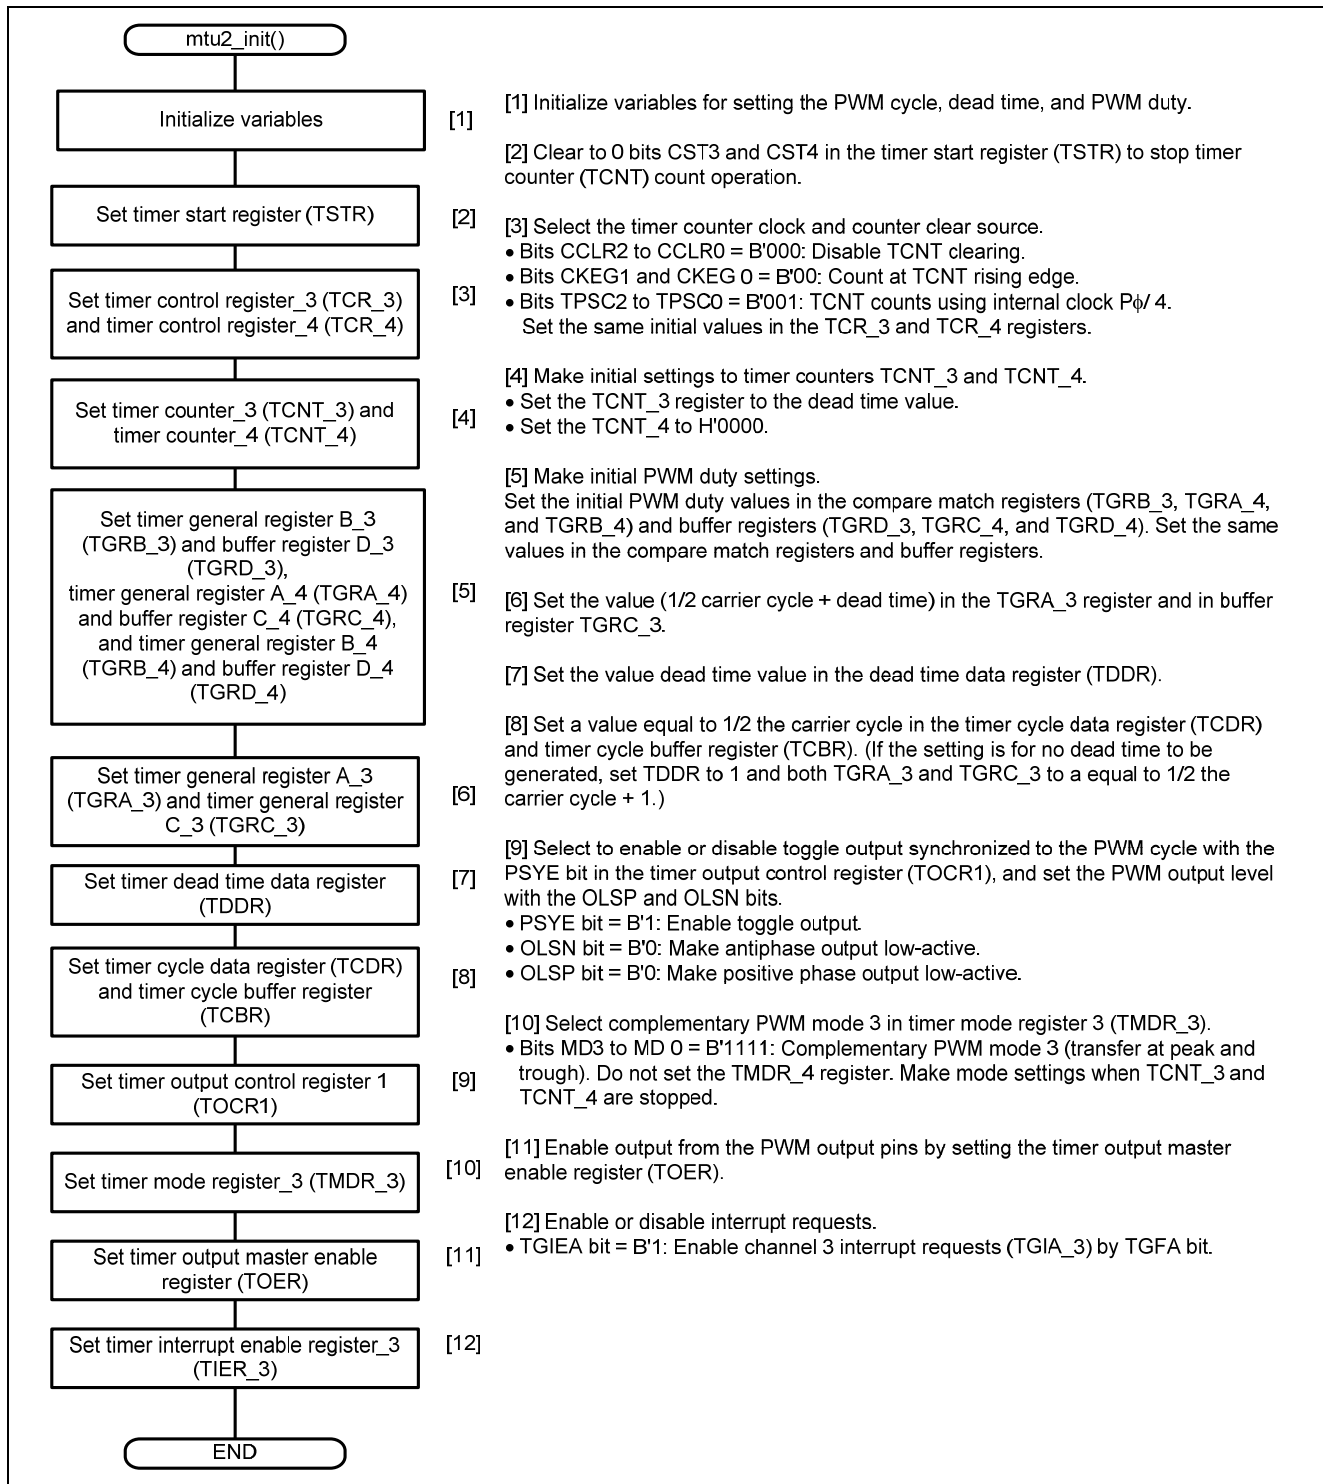 mtu2_init()
Initialize variables
[1]
Set timer start register (TSTR)
[2]
Set timer control register_3 (TCR_3)
and timer control register_4 (TCR_4)
[3]
Set timer counter_3 (TCNT_3) and
timer counter_4 (TCNT_4)
[4]
Set timer general register B_3
(TGRB_3) and buffer register D_3
(TGRD_3),
timer general register A_4 (TGRA_4)
and buffer register C_4 (TGRC_4),
and timer general register B_4
(TGRB_4) and buffer register D_4
(TGRD_4)
[5]
Set timer general register A_3
(TGRA_3) and timer general register
C_3 (TGRC_3)
[6]
Set timer dead time data register
(TDDR)
[7]
Set timer cycle data register (TCDR)
and timer cycle buffer register
(TCBR)
[8]
Set timer output control register 1
(TOCR1)
[9]
Set timer mode register_3 (TMDR_3)
[10]
Set timer output master enable
register (TOER)
[11]
Set timer interrupt enable register_3
(TIER_3)
[12]
END
[1] Initialize variables for setting the PWM cycle, dead time, and PWM duty.
[2] Clear to 0 bits CST3 and CST4 in the timer start register (TSTR) to stop timer
counter (TCNT) count operation.
[3] Select the timer counter clock and counter clear source.
• Bits CCLR2 to CCLR0 = B'000: Disable TCNT clearing.
• Bits CKEG1 and CKEG 0 = B'00: Count at TCNT rising edge.
• Bits TPSC2 to TPSC0 = B'001: TCNT counts using internal clock Pϕ/ 4.
Set the same initial values in the TCR_3 and TCR_4 registers.
[4] Make initial settings to timer counters TCNT_3 and TCNT_4.
• Set the TCNT_3 register to the dead time value.
• Set the TCNT_4 to H'0000.
[5] Make initial PWM duty settings.
Set the initial PWM duty values in the compare match registers (TGRB_3, TGRA_4,
and TGRB_4) and buffer registers (TGRD_3, TGRC_4, and TGRD_4). Set the same
values in the compare match registers and buffer registers.
[6] Set the value (1/2 carrier cycle + dead time) in the TGRA_3 register and in buffer
register TGRC_3.
[7] Set the value dead time value in the dead time data register (TDDR).
[8] Set a value equal to 1/2 the carrier cycle in the timer cycle data register (TCDR)
and timer cycle buffer register (TCBR). (If the setting is for no dead time to be
generated, set TDDR to 1 and both TGRA_3 and TGRC_3 to a equal to 1/2 the
carrier cycle + 1.)
[9] Select to enable or disable toggle output synchronized to the PWM cycle with the
PSYE bit in the timer output control register (TOCR1), and set the PWM output level
with the OLSP and OLSN bits.
• PSYE bit = B'1: Enable toggle output.
• OLSN bit = B'0: Make antiphase output low-active.
• OLSP bit = B'0: Make positive phase output low-active.
[10] Select complementary PWM mode 3 in timer mode register 3 (TMDR_3).
• Bits MD3 to MD 0 = B'1111: Complementary PWM mode 3 (transfer at peak and
trough). Do not set the TMDR_4 register. Make mode settings when TCNT_3 and
TCNT_4 are stopped.
[11] Enable output from the PWM output pins by setting the timer output master
enable register (TOER).
[12] Enable or disable interrupt requests.
• TGIEA bit = B'1: Enable channel 3 interrupt requests (TGIA_3) by TGFA bit.